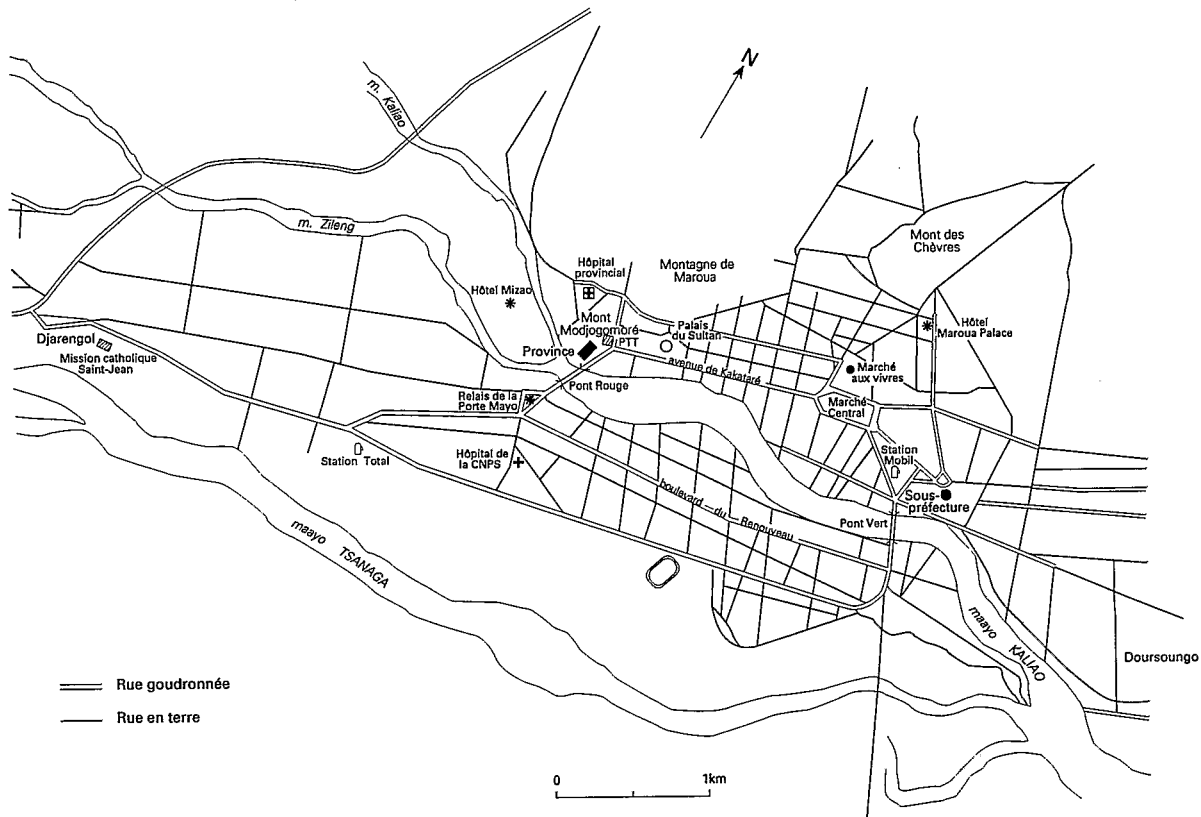 N
m. Kaliao
m. Zileng
Mont des
Chèvres
Hôpital
provincial
Montagne de
Maroua
Hôtel Mizao
Mont
Modjogomoré
PTT
Palais
du Sultan
Hôtel
Maroua Palace
Province
avenue de Kakataré
Marché
aux vivres
Djarengol
Mission catholique
Saint-Jean
Pont Rouge
Relais de la
Porte Mayo
Marché
Central
Station Total
Hôpital de
la CNPS
Station
Mobil
boulevard du Renouveau
Sous-
préfecture
Pont Vert
maayo TSANAGA
maayo KALIAO
Doursoungo
Rue goudronnée
Rue en terre
0 1km